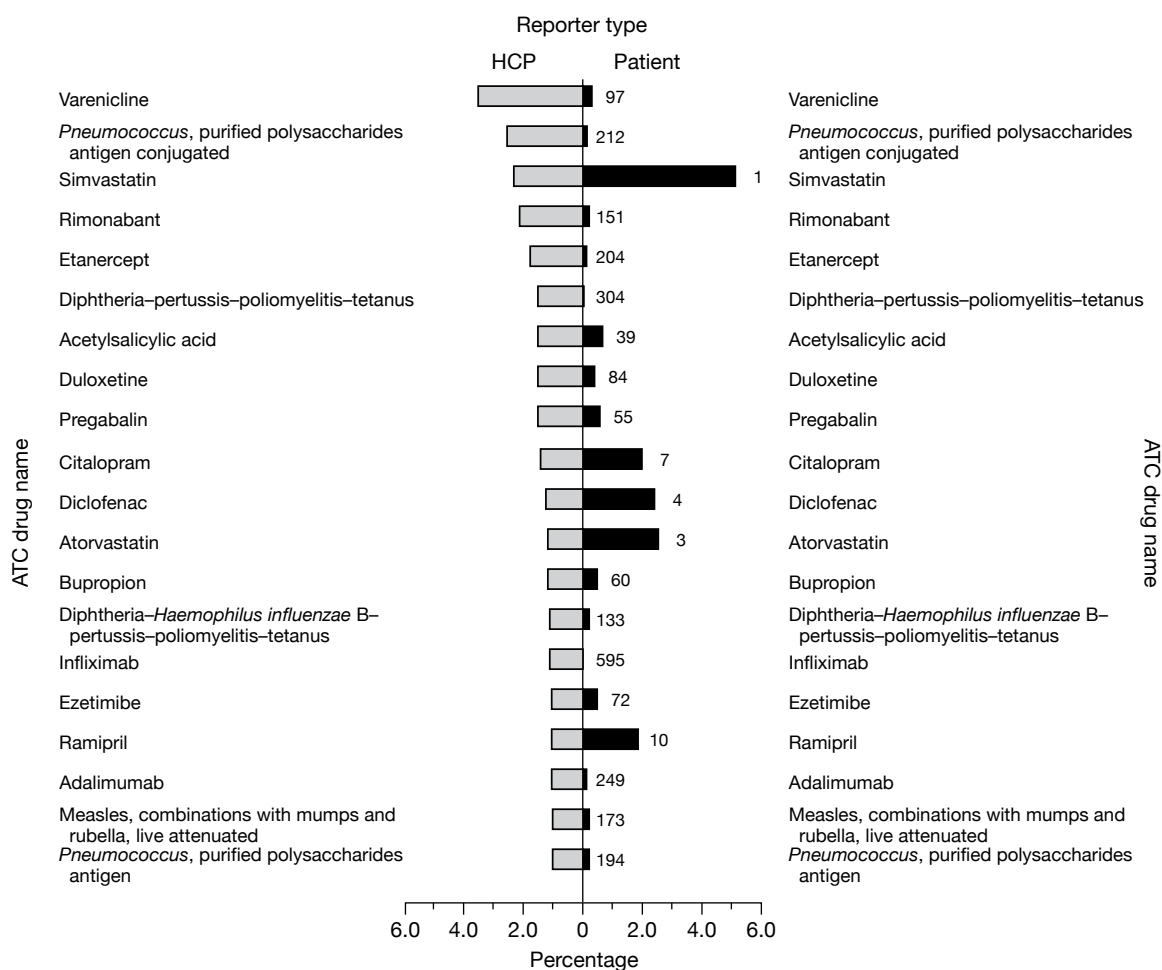 Reporter type
HCP Patient
Varenicline 97 Varenicline
Pneumococcus, purified polysaccharides
antigen conjugated 212 Pneumococcus, purified polysaccharides
antigen conjugated
Simvastatin 1 Simvastatin
Rimonabant 151 Rimonabant
Etanercept 204 Etanercept
Diphtheria–pertussis–poliomyelitis–tetanus 304 Diphtheria–pertussis–poliomyelitis–tetanus
Acetylsalicylic acid 39 Acetylsalicylic acid
Duloxetine 84 Duloxetine
Pregabalin 55 Pregabalin
Citalopram 7 Citalopram
Diclofenac 4 Diclofenac
Atorvastatin 3 Atorvastatin
Bupropion 60 Bupropion
Diphtheria–Haemophilus influenzae B–
pertussis–poliomyelitis–tetanus 133 Diphtheria–Haemophilus influenzae B–
pertussis–poliomyelitis–tetanus
Infliximab 595 Infliximab
Ezetimibe 72 Ezetimibe
Ramipril 10 Ramipril
Adalimumab 249 Adalimumab
Measles, combinations with mumps and
rubella, live attenuated 173 Measles, combinations with mumps and
rubella, live attenuated
Pneumococcus, purified polysaccharides
antigen 194 Pneumococcus, purified polysaccharides
antigen
ATC drug name
ATC drug name
6.0 4.0 2.0 0 2.0 4.0 6.0
Percentage